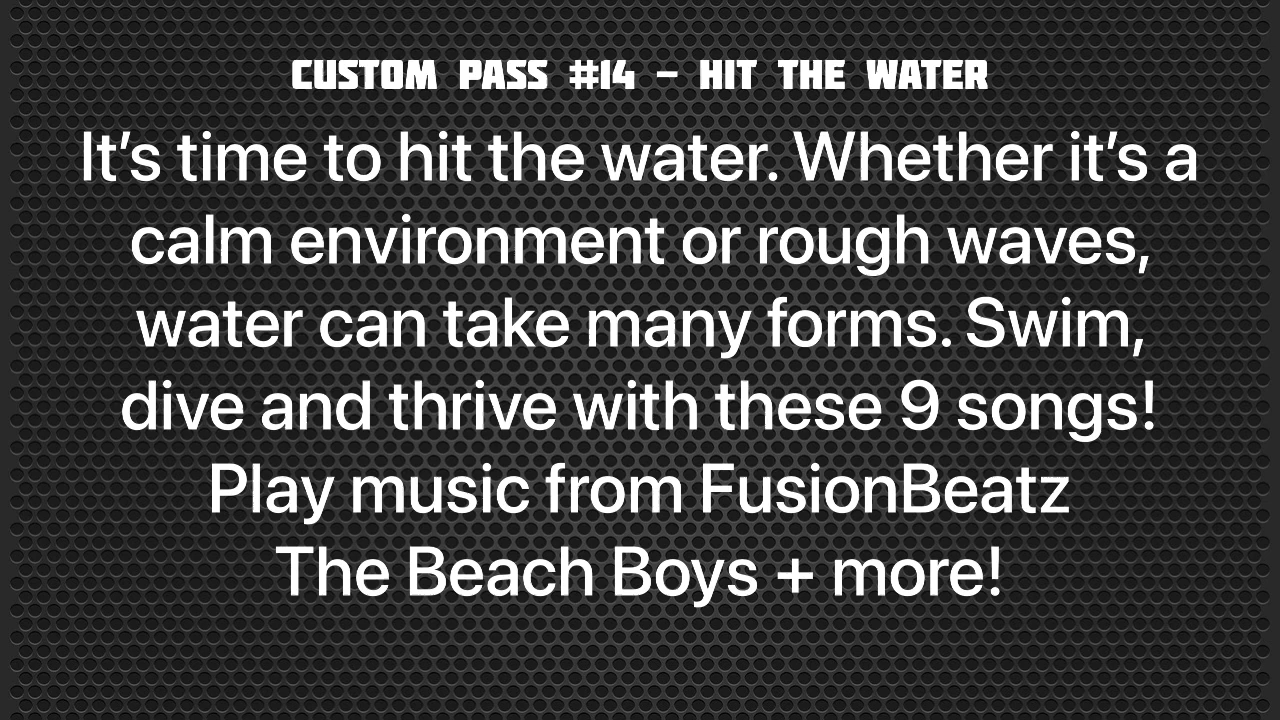 CUSTOM PASS #14 – HIT THE WATER
It’s time to hit the water. Whether it’s a
calm environment or rough waves,
water can take many forms. Swim,
dive and thrive with these 9 songs!
Play music from FusionBeatz
The Beach Boys + more!